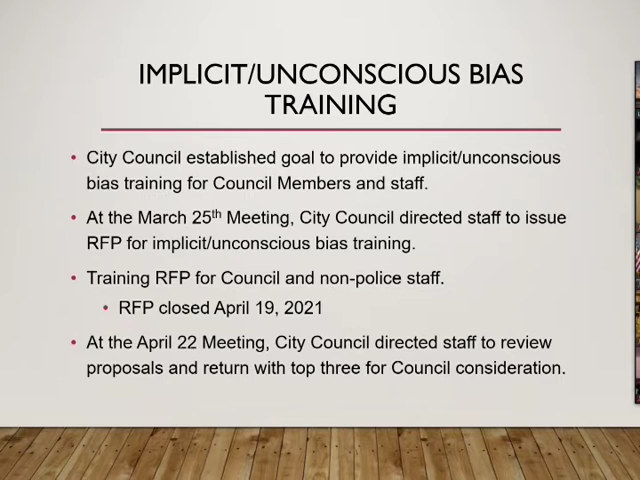 IMPLICIT/UNCONSCIOUS BIAS
TRAINING
• City Council established goal to provide implicit/unconscious
bias training for Council Members and staff.
• At the March 25th Meeting, City Council directed staff to issue
RFP for implicit/unconscious bias training.
• Training RFP for Council and non-police staff.
• RFP closed April 19, 2021
• At the April 22 Meeting, City Council directed staff to review
proposals and return with top three for Council consideration.